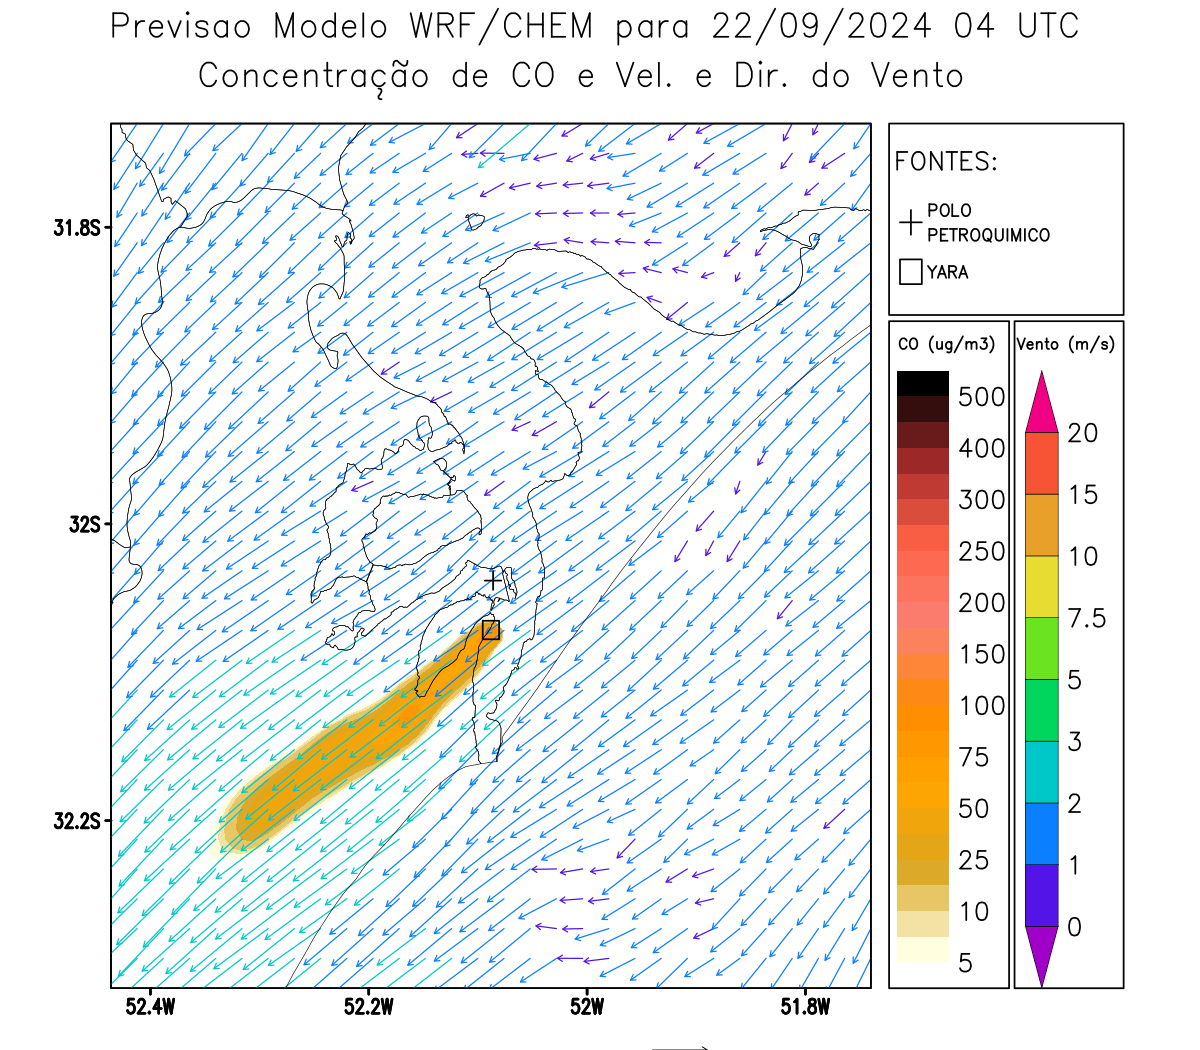 Previsao Modelo WRF/CHEM para 22/09/2024 04 UTC
Concentração de CO e Vel. e Dir. do Vento
FONTES:
POLO
PETROQUIMICO
YARA
CO (ug/m3)
500
400
300
250
200
150
100
75
50
25
10
5
Vento (m/s)
20
15
10
7.5
5
3
2
1
0
31.8S
32S
32.2S
52.4W
52.2W
52W
51.8W